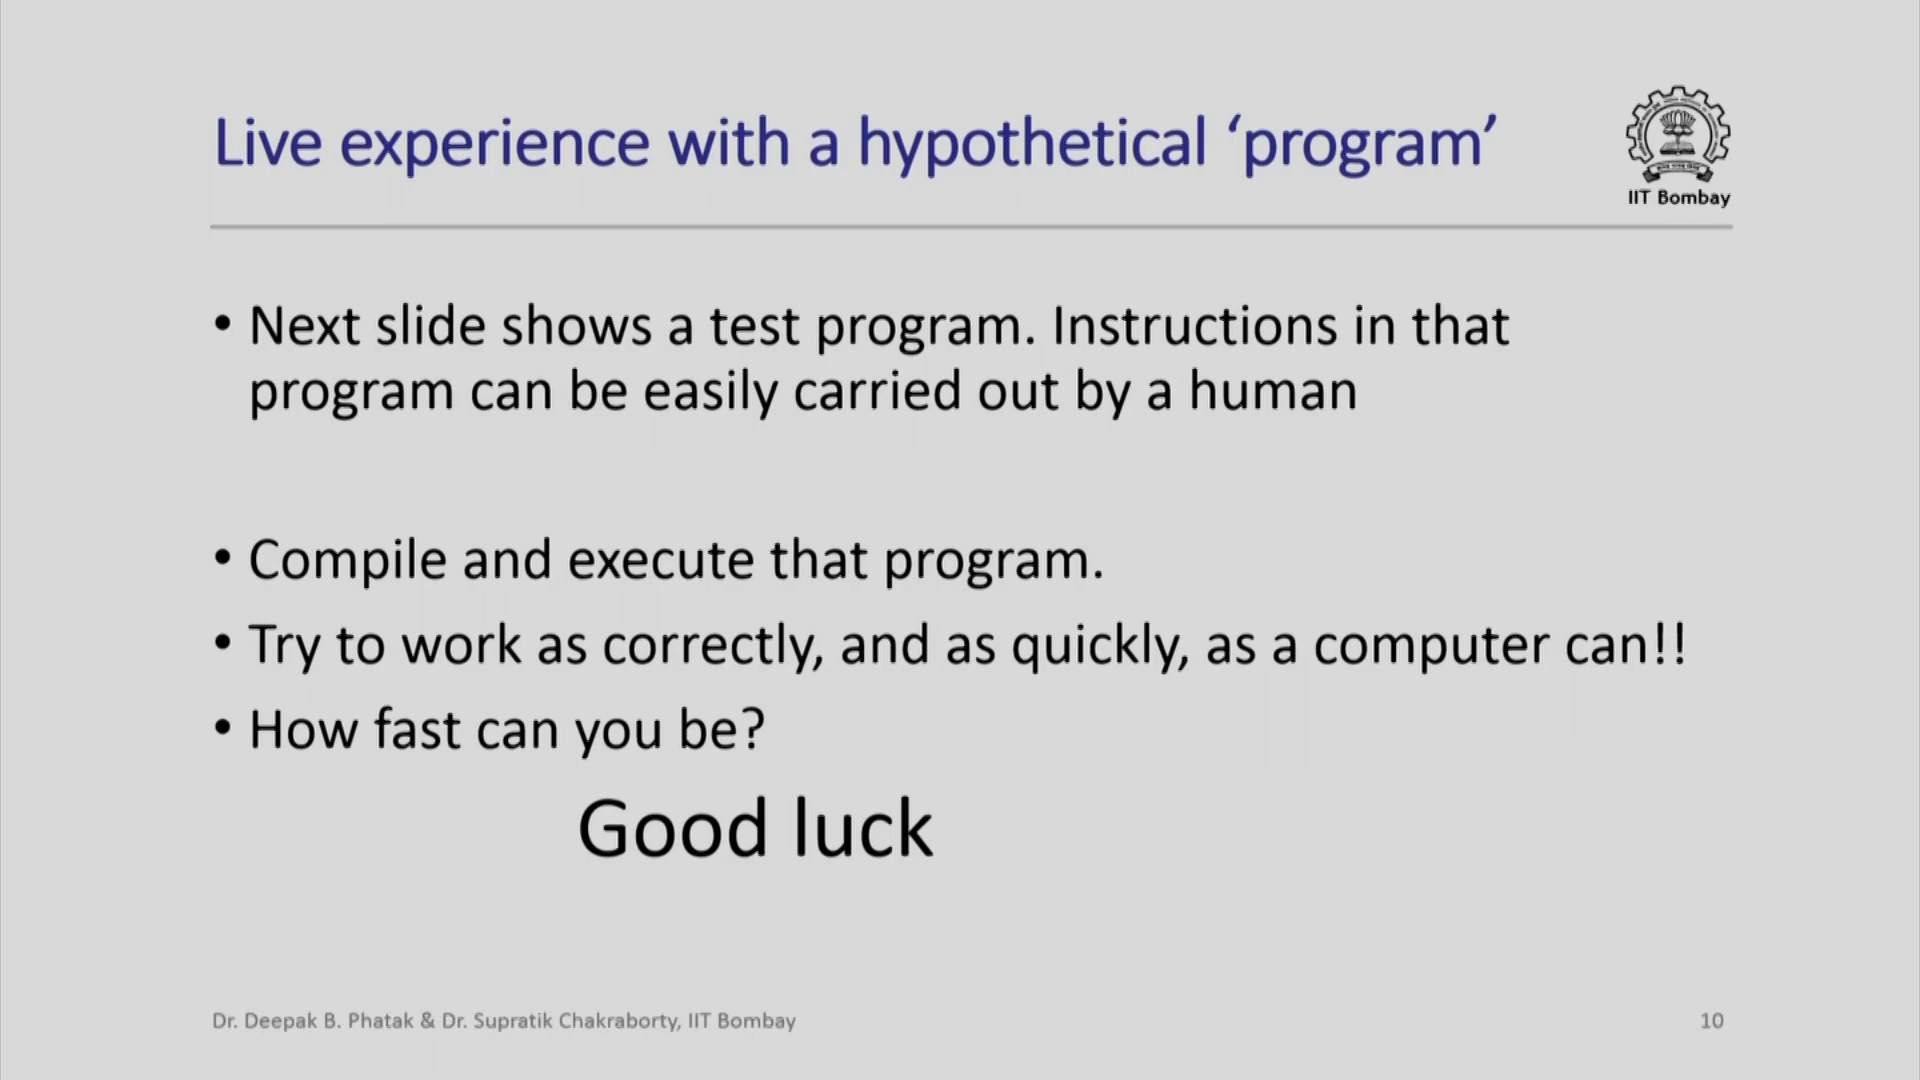 Live experience with a hypothetical ‘program’
IIT Bombay
• Next slide shows a test program. Instructions in that
program can be easily carried out by a human
• Compile and execute that program.
• Try to work as correctly, and as quickly, as a computer can!!
• How fast can you be?
Good luck
Dr. Deepak B. Phatak & Dr. Supratik Chakraborty, IIT Bombay
10